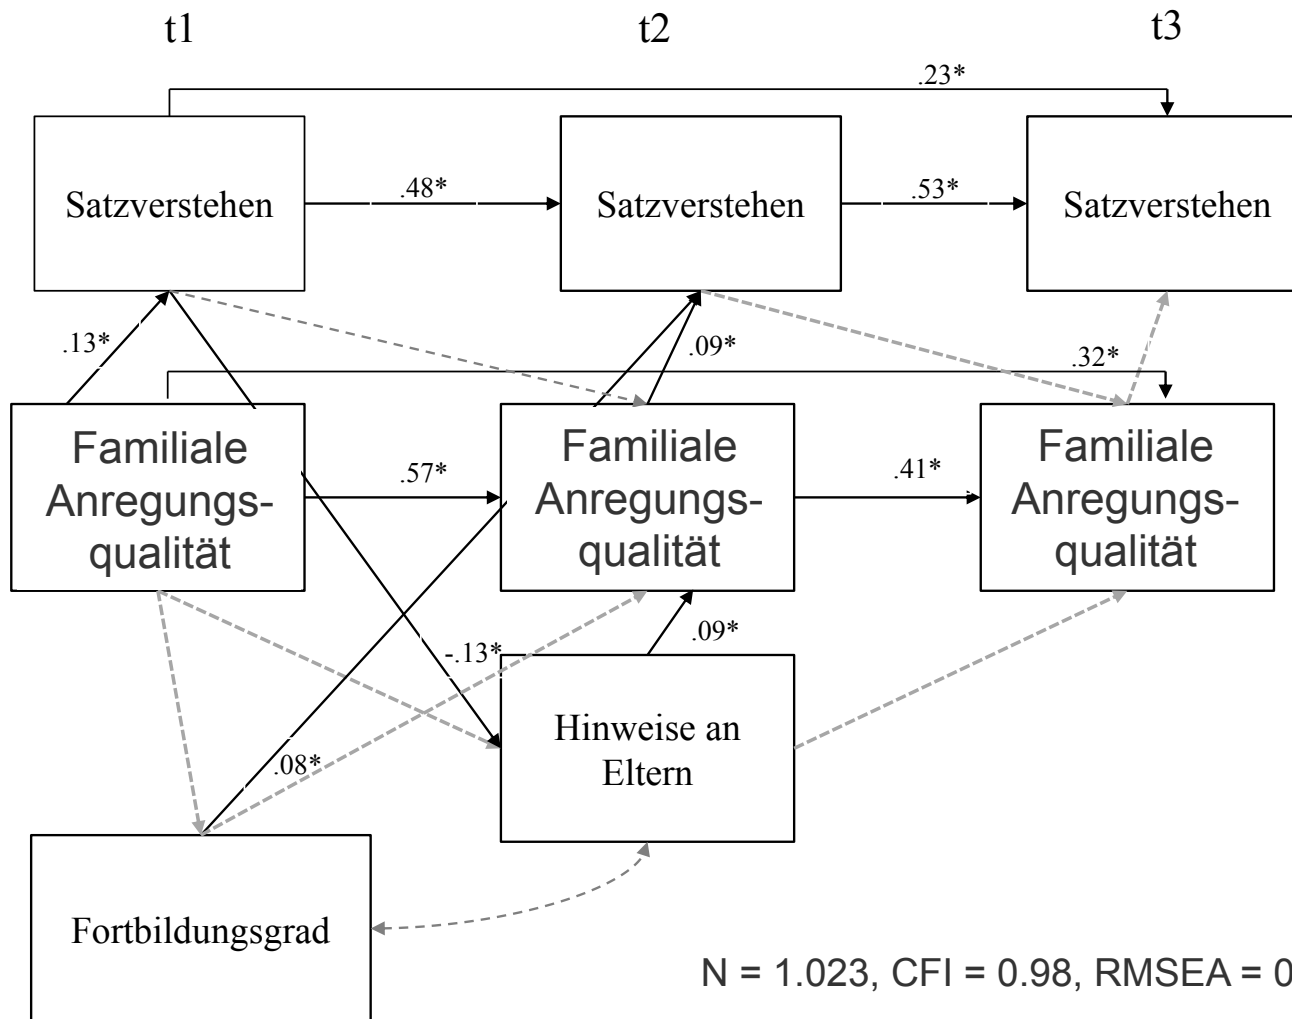 t1
t2
t3
.23*
Satzverstehen
.48*
Satzverstehen
.53*
Satzverstehen
.13*
.09*
.32*
Familiale
Anregungs-
qualität
.57*
Familiale
Anregungs-
qualität
.41*
Familiale
Anregungs-
qualität
.09*
-.13*
Hinweise an
Eltern
.08*
Fortbildungsgrad
N = 1.023, CFI = 0.98, RMSEA = 0